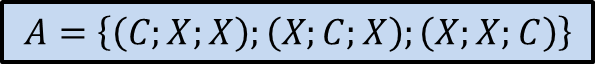 A = {(C; X; X); (X; C; X); (X; X; C)}